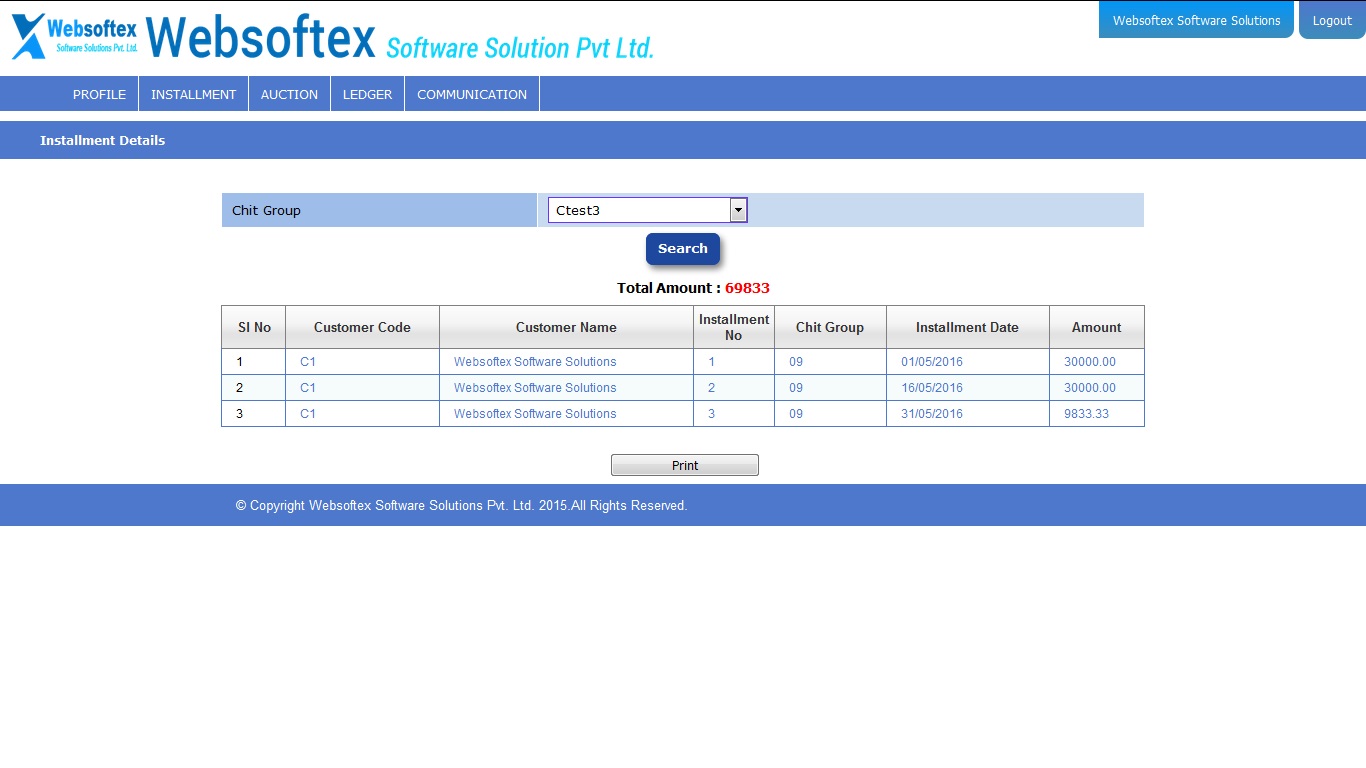 Websoftex
Software Solutions Pvt. Ltd.
Websoftex Software Solution Pvt Ltd.
Websoftex Software Solutions
Logout
PROFILE INSTALLMENT AUCTION LEDGER COMMUNICATION
Installment Details
Chit Group Ctest3
Search
Total Amount : 69833
Sl No Customer Code Customer Name Installment No Chit Group Installment Date Amount
1 C1 Websoftex Software Solutions 1 09 01/05/2016 30000.00
2 C1 Websoftex Software Solutions 2 09 16/05/2016 30000.00
3 C1 Websoftex Software Solutions 3 09 31/05/2016 9833.33
Print
© Copyright Websoftex Software Solutions Pvt. Ltd. 2015.All Rights Reserved.